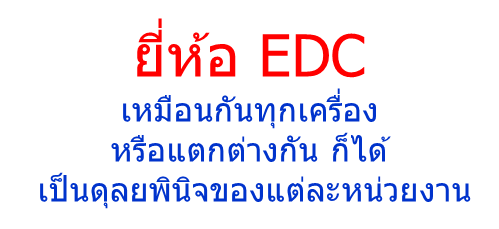 ยี่ห้อ EDC
เหมือนกันทุกเครื่อง
หรือแตกต่างกัน ก็ได้
เป็นดุลยพินิจของแต่ละหน่วยงาน